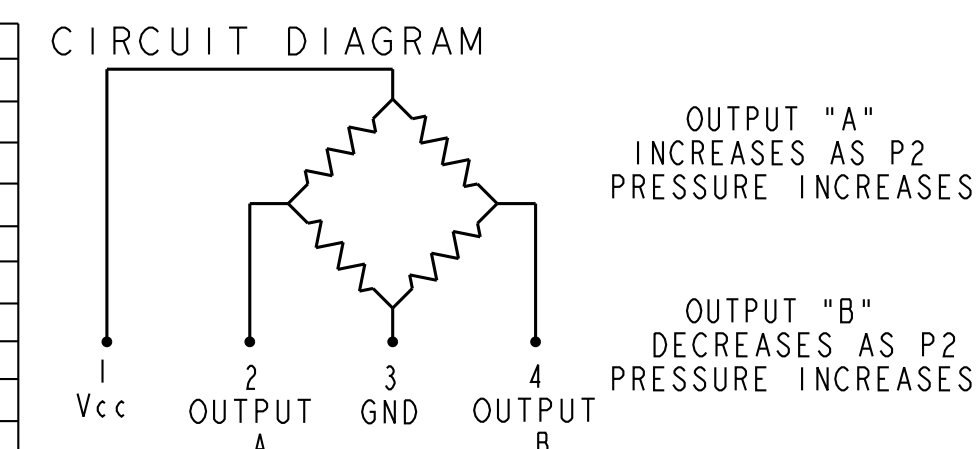 CIRCUIT DIAGRAM
OUTPUT "A"
INCREASES AS P2
PRESSURE INCREASES
OUTPUT "B"
DECREASES AS P2
PRESSURE INCREASES
1 2 3 4
Vcc OUTPUT GND OUTPUT
A B